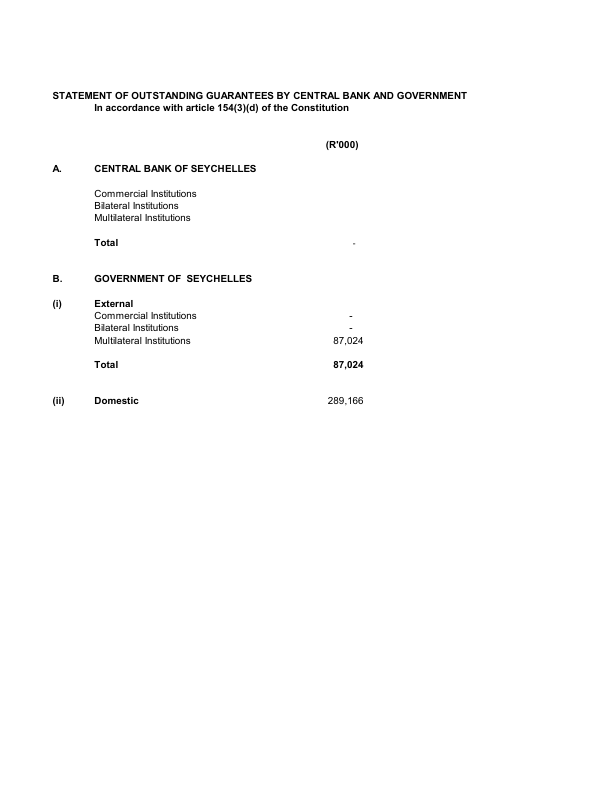 STATEMENT OF OUTSTANDING GUARANTEES BY CENTRAL BANK AND GOVERNMENT
In accordance with article 154(3)(d) of the Constitution
(R'000)
A. CENTRAL BANK OF SEYCHELLES
Commercial Institutions
Bilateral Institutions
Multilateral Institutions
Total -
B. GOVERNMENT OF SEYCHELLES
(i) External
Commercial Institutions -
Bilateral Institutions -
Multilateral Institutions 87,024
Total 87,024
(ii) Domestic 289,166